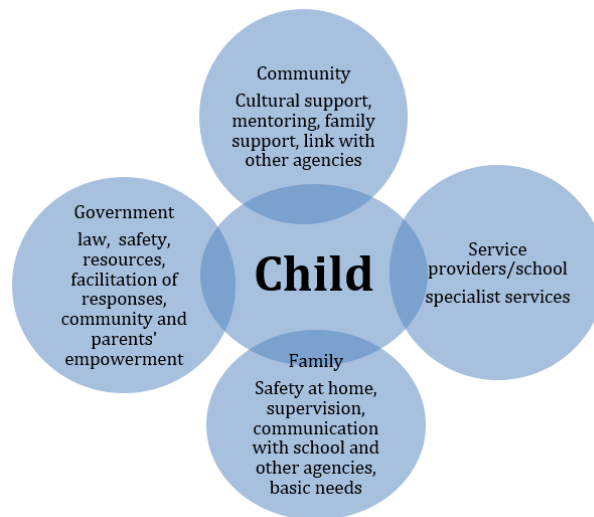 Community
Cultural support,
mentoring, family
support, link with
other agencies
Government
law, safety,
resources,
facilitation of
responses,
community and
parents'
empowerment
Child
Service
providers/school
specialist services
Family
Safety at home,
supervision,
communication
with school and
other agencies,
basic needs